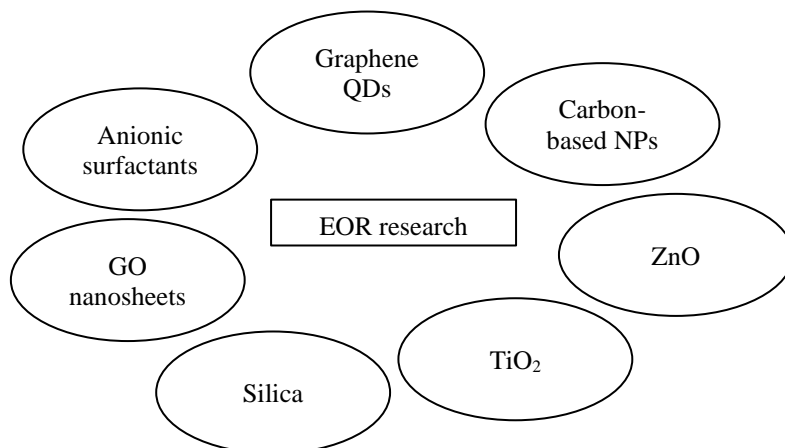 Graphene
QDs
Carbon-
based NPs
Anionic
surfactants
EOR research
ZnO
GO
nanosheets
TiO₂
Silica